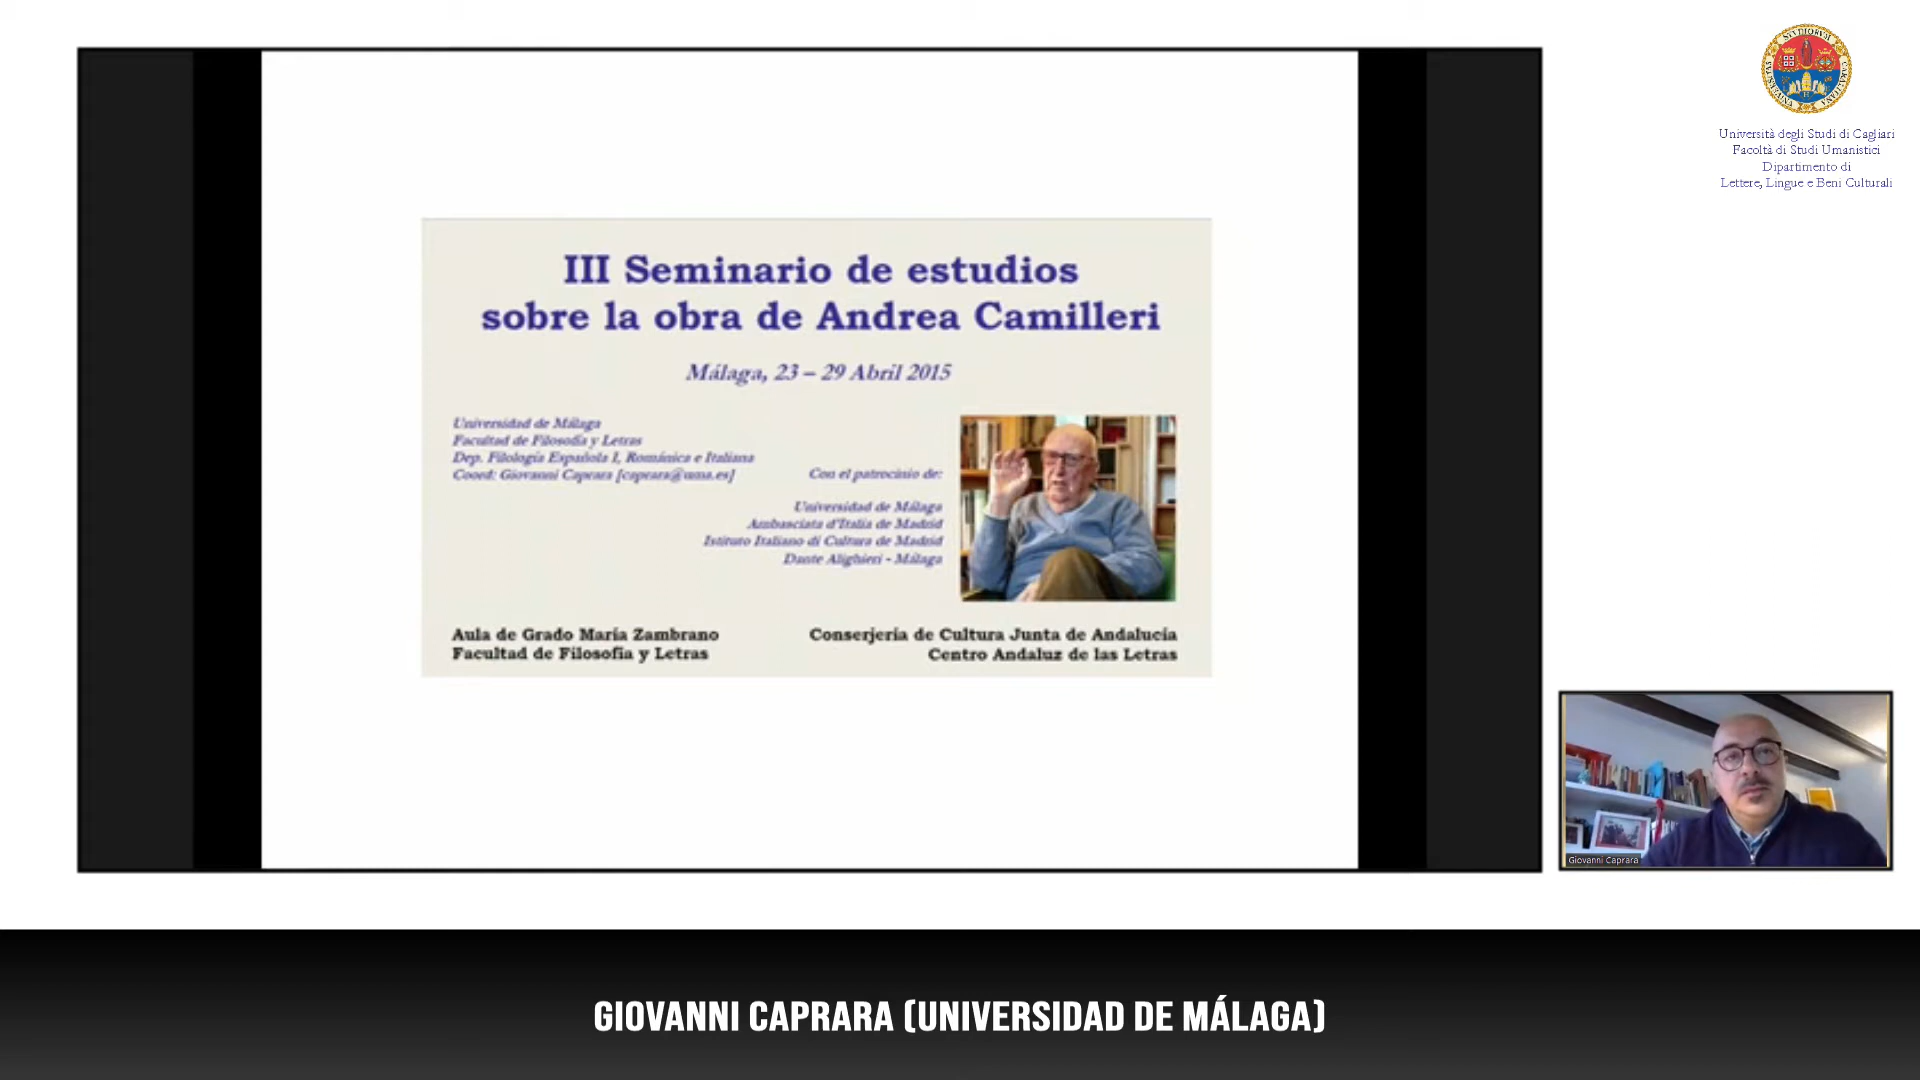 Università degli Studi di Cagliari
Facoltà di Studi Umanistici
Dipartimento di
Lettere, Lingue e Beni Culturali
III Seminario de estudios
sobre la obra de Andrea Camilleri
Málaga, 23 – 29 Abril 2015
Universidad de Málaga
Facultad de Filosofía y Letras
Dep. Filología Española I, Románica e Italiana
Coord: Giovanni Caprara [caprara@uma.es]
Con el patrocinio de:
Universidad de Málaga
Ambasciata d'Italia de Madrid
Istituto Italiano di Cultura de Madrid
Dante Alighieri - Málaga
Aula de Grado María Zambrano
Facultad de Filosofía y Letras
Conserjería de Cultura Junta de Andalucía
Centro Andaluz de las Letras
Giovanni Caprara
GIOVANNI CAPRARA (UNIVERSIDAD DE MÁLAGA)